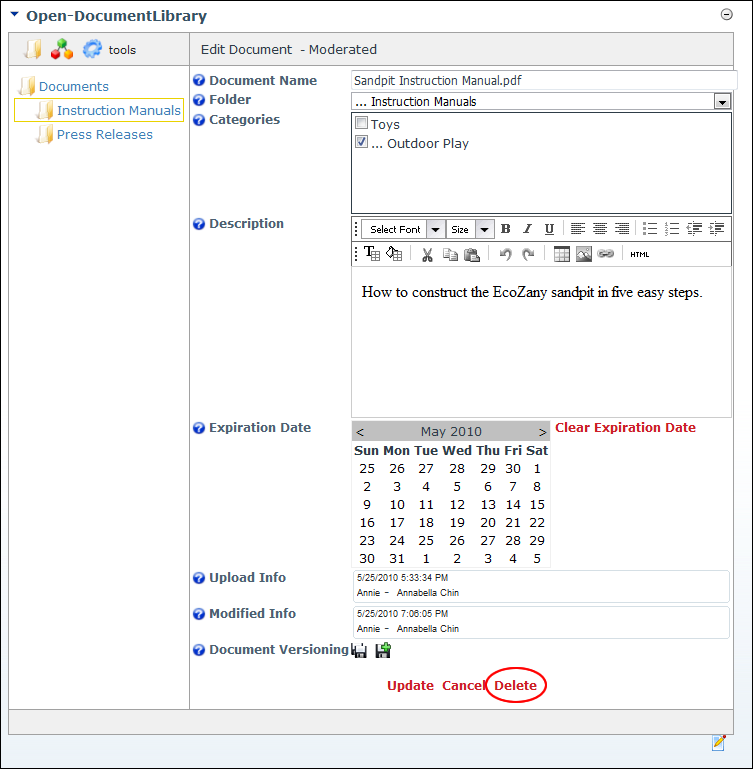 Open-DocumentLibrary
tools
Edit Document - Moderated
Documents
Instruction Manuals
Press Releases
Document Name
Sandpit Instruction Manual.pdf
Folder
... Instruction Manuals
Categories
Toys
... Outdoor Play
Description
Select Font Size B I U
HTML
How to construct the EcoZany sandpit in five easy steps.
Expiration Date
< May 2010 >
Clear Expiration Date
Sun Mon Tue Wed Thu Fri Sat
25 26 27 28 29 30 1
2 3 4 5 6 7 8
9 10 11 12 13 14 15
16 17 18 19 20 21 22
23 24 25 26 27 28 29
30 31 1 2 3 4 5
Upload Info
5/25/2010 5:33:34 PM
Annie - Annabella Chin
Modified Info
5/25/2010 7:06:05 PM
Annie - Annabella Chin
Document Versioning
Update Cancel Delete